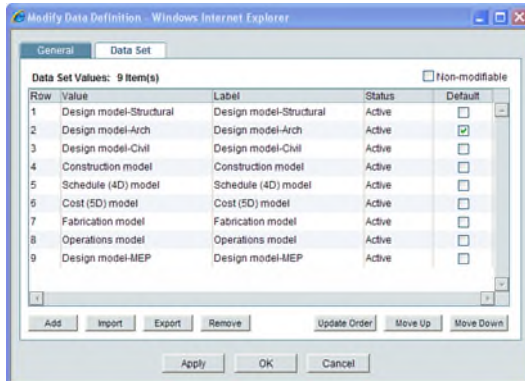 Modify Data Definition - Windows Internet Explorer
General Data Set
Data Set Values: 9 Item(s) Non-modifiable
Row Value Label Status Default
1 Design model-Structural Design model-Structural Active
2 Design model-Arch Design model-Arch Active
3 Design model-Civil Design model-Civil Active
4 Construction model Construction model Active
5 Schedule (4D) model Schedule (4D) model Active
6 Cost (5D) model Cost (5D) model Active
7 Fabrication model Fabrication model Active
8 Operations model Operations model Active
9 Design model-MEP Design model-MEP Active
Add Import Export Remove Update Order Move Up Move Down
Apply OK Cancel